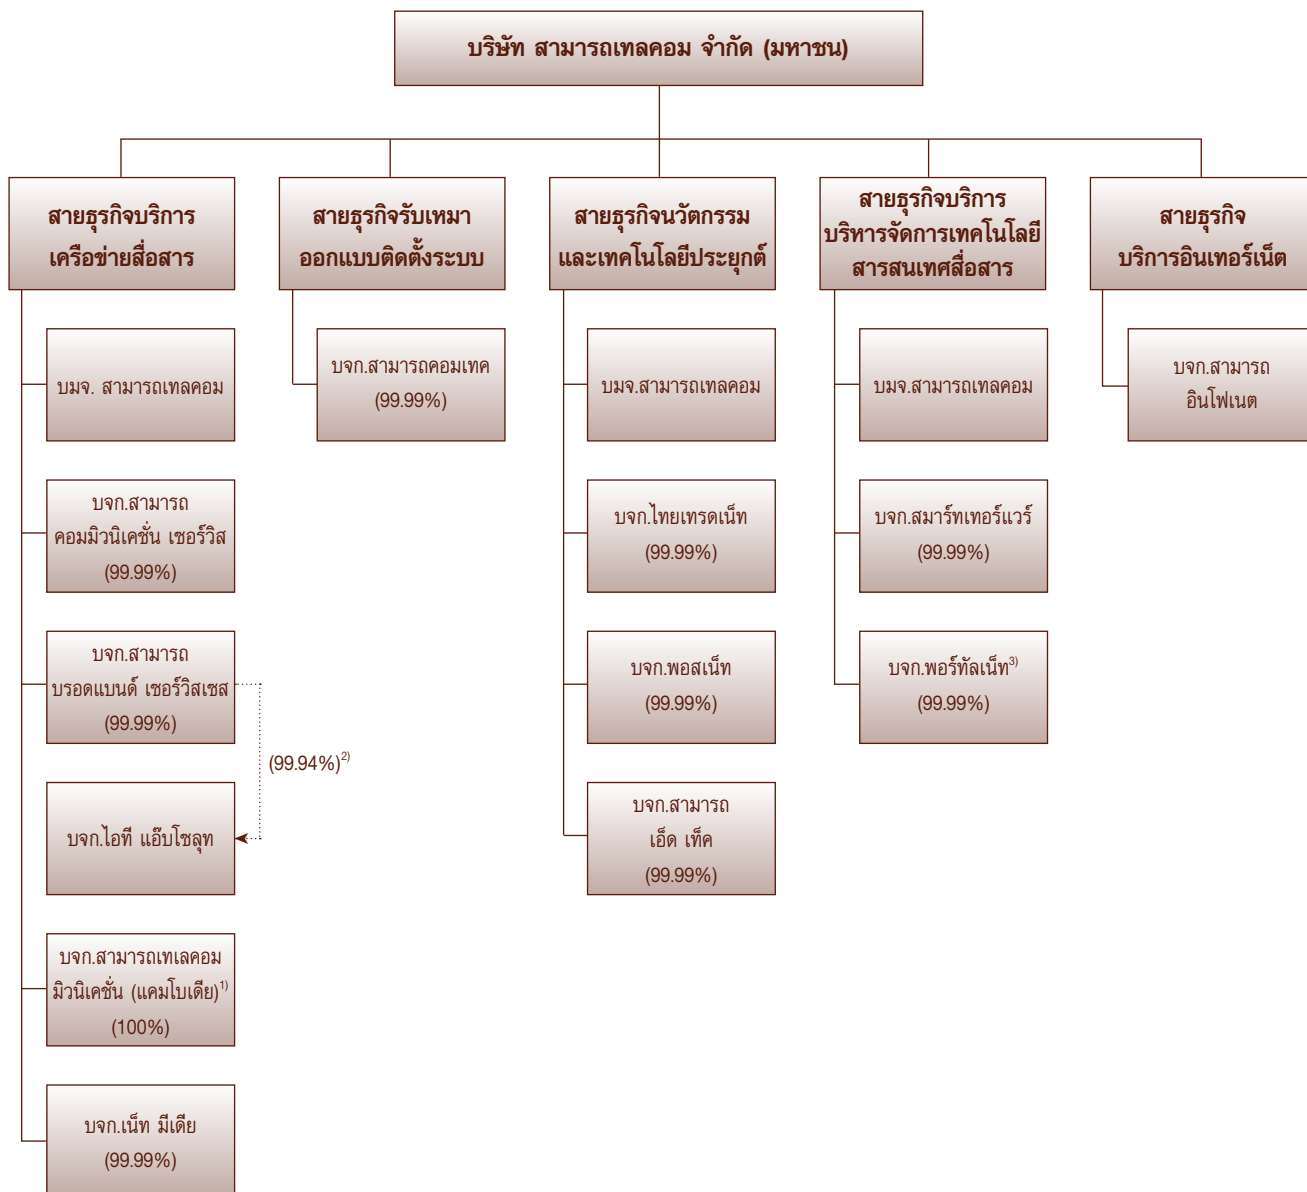 บริษัท สามารถเทลคอม จำกัด (มหาชน)
สายธุรกิจบริการ
เครือข่ายสื่อสาร
สายธุรกิจรับเหมา
ออกแบบติดตั้งระบบ
สายธุรกิจนวัตกรรม
และเทคโนโลยีประยุกต์
สายธุรกิจบริการ
บริหารจัดการเทคโนโลยี
สารสนเทศสื่อสาร
สายธุรกิจ
บริการอินเทอร์เน็ต
บมจ. สามารถเทลคอม
บจก.สามารถ
คอมมิวนิเคชั่น เซอร์วิส
(99.99%)
บจก.สามารถ
บรอดแบนด์ เซอร์วิสเซส
(99.99%)
(99.94%)2)
บจก.ไอที แอ๊บโซลุท
บจก.สามารถเทเลคอม
มิวนิเคชั่น (แคมโบเดีย)1)
(100%)
บจก.เน็ท มีเดีย
(99.99%)
บจก.สามารถคอมเทค
(99.99%)
บมจ.สามารถเทลคอม
บจก.ไทยเทรดเน็ท
(99.99%)
บจก.พอสเน็ท
(99.99%)
บจก.สามารถ
เอ็ด เท็ค
(99.99%)
บมจ.สามารถเทลคอม
บจก.สมาร์ทเทอร์แวร์
(99.99%)
บจก.พอร์ทัลเน็ท3)
(99.99%)
บจก.สามารถ
อินโฟเนต